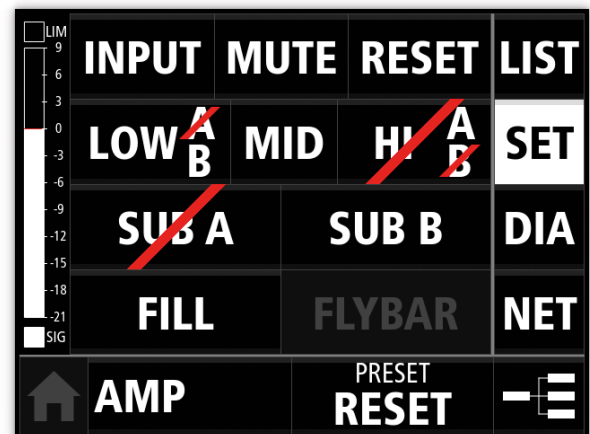 LIM
9
6
3
0
-3
-6
-9
-12
-15
-18
-21
SIG
INPUT MUTE RESET LIST
LOW A B MID HI A B SET
SUB A SUB B DIA
FILL FLYBAR NET
AMP PRESET RESET